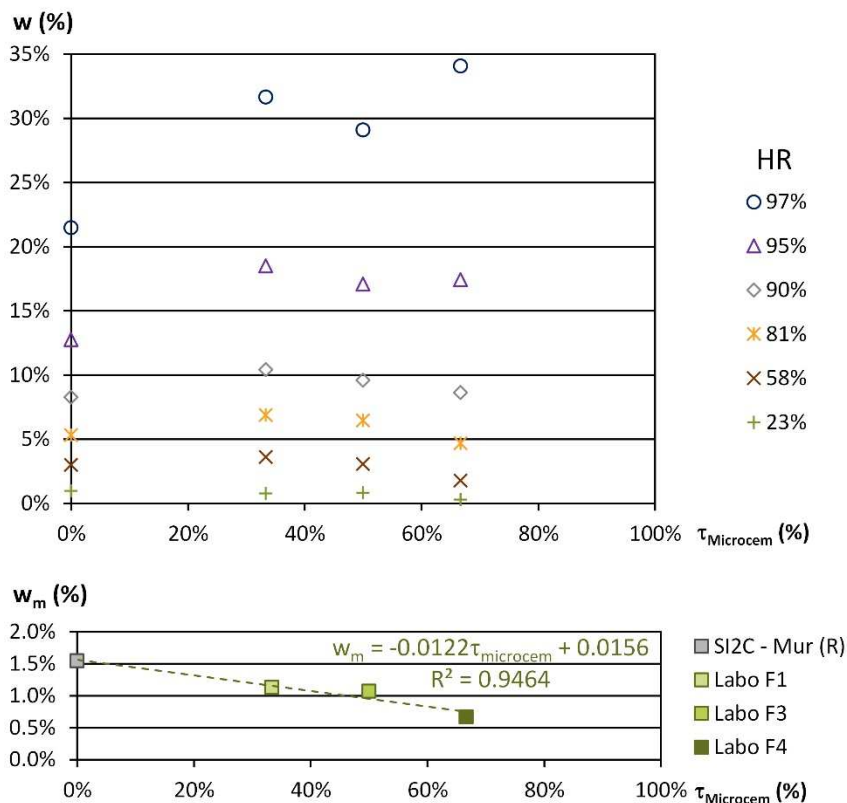 w (%)
35%
30%
25%
20%
15%
10%
5%
0%
0% 20% 40% 60% 80% 100% τMicrocem (%)
HR
97%
95%
90%
81%
58%
23%
wm (%)
2.0%
1.5%
1.0%
0.5%
0.0%
wm = -0.0122τmicrocem + 0.0156
R² = 0.9464
0% 20% 40% 60% 80% 100% τMicrocem (%)
SI2C - Mur (R)
Labo F1
Labo F3
Labo F4